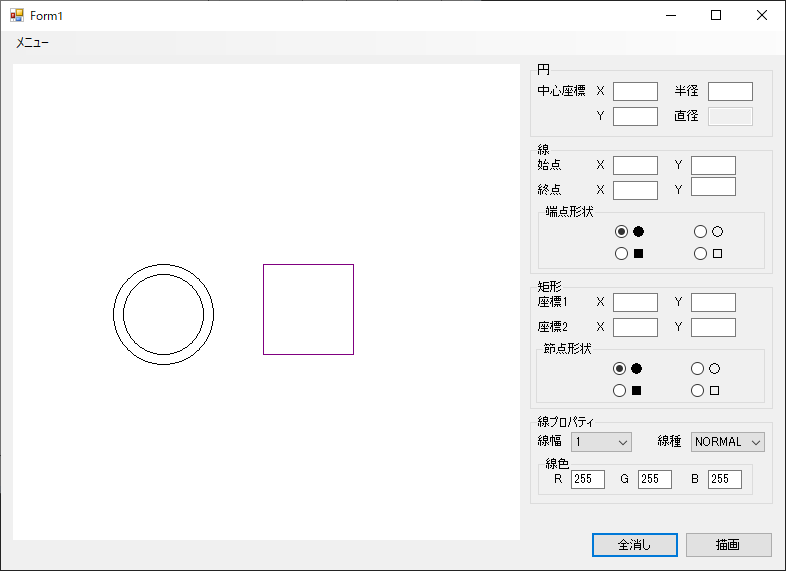 Form1
メニュー
円
中心座標 X 半径
Y 直径
線
始点 X Y
終点 X Y
端点形状
矩形
座標1 X Y
座標2 X Y
節点形状
線プロパティ
線幅 1 線種 NORMAL
線色
R 255 G 255 B 255
全消し 描画